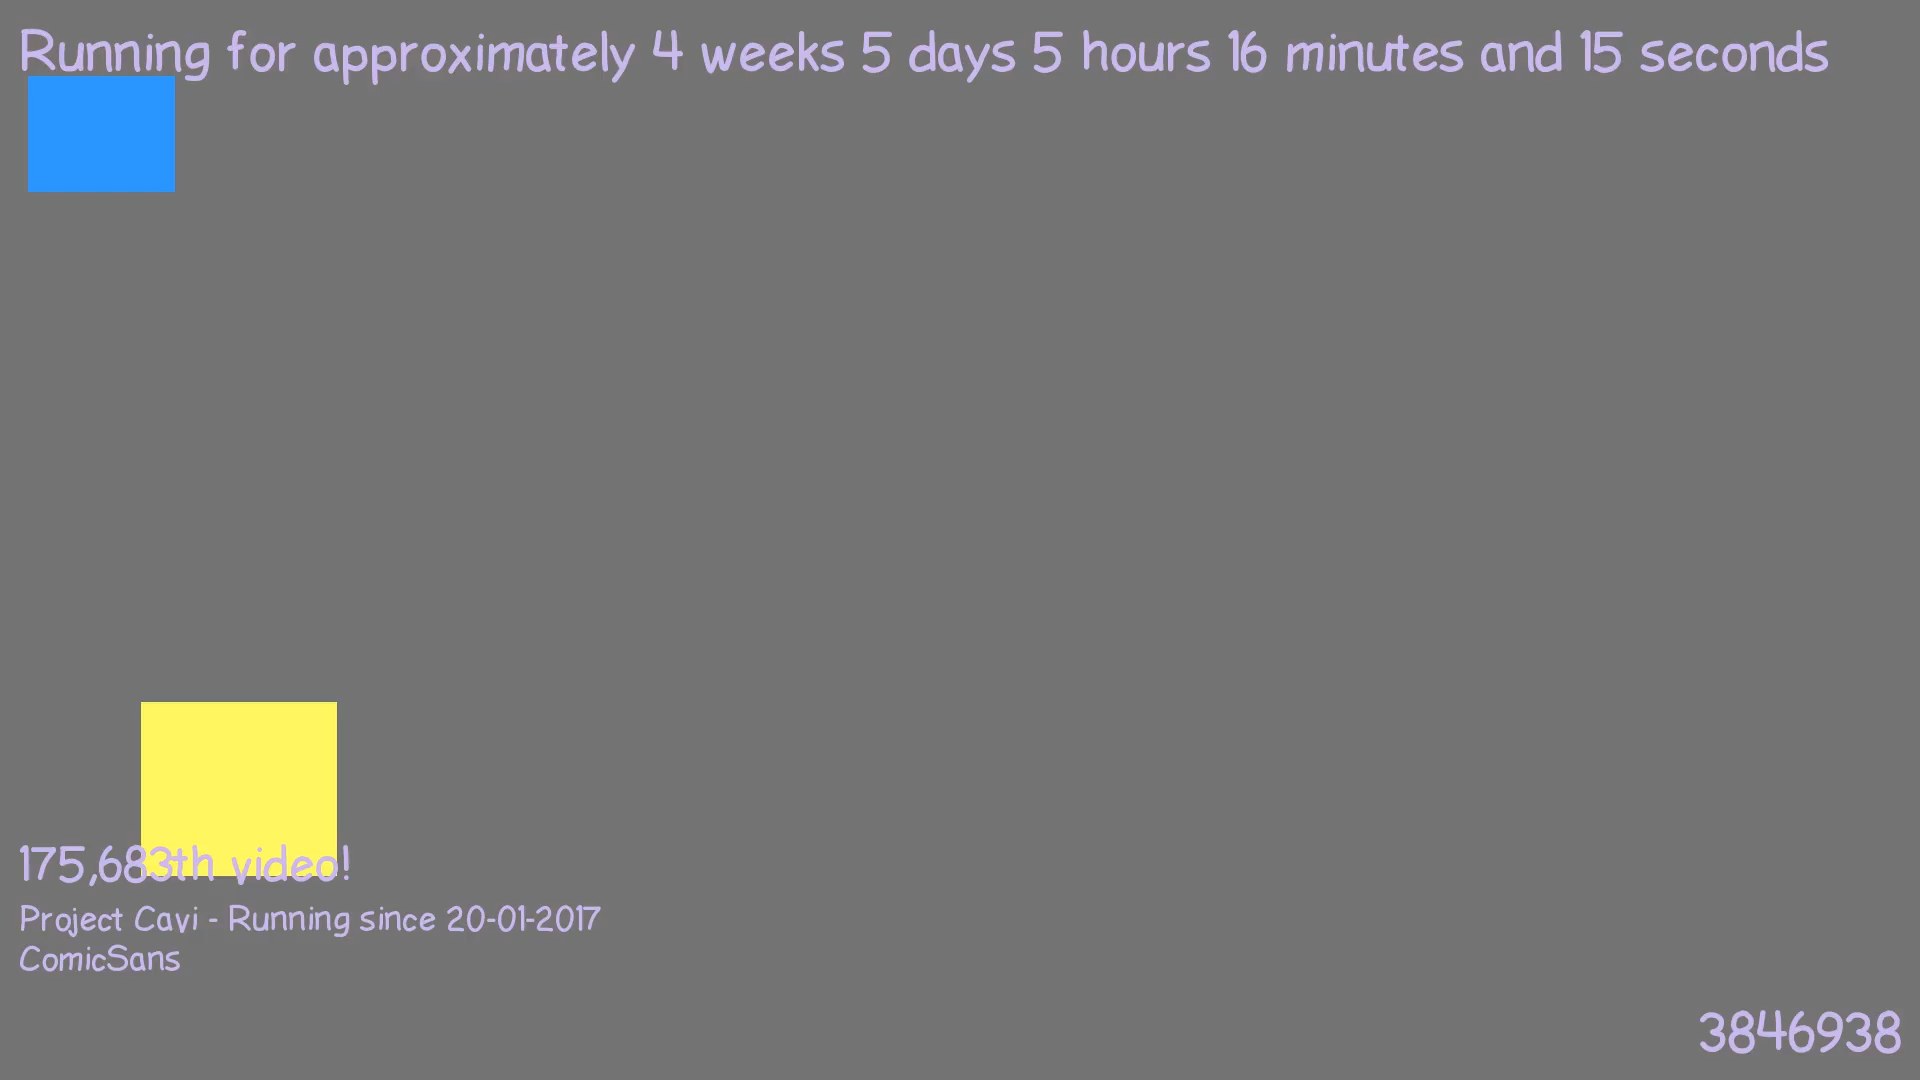 Running for approximately 4 weeks 5 days 5 hours 16 minutes and 15 seconds
175,683th video!
Project Cavi - Running since 20-01-2017
ComicSans
3846938